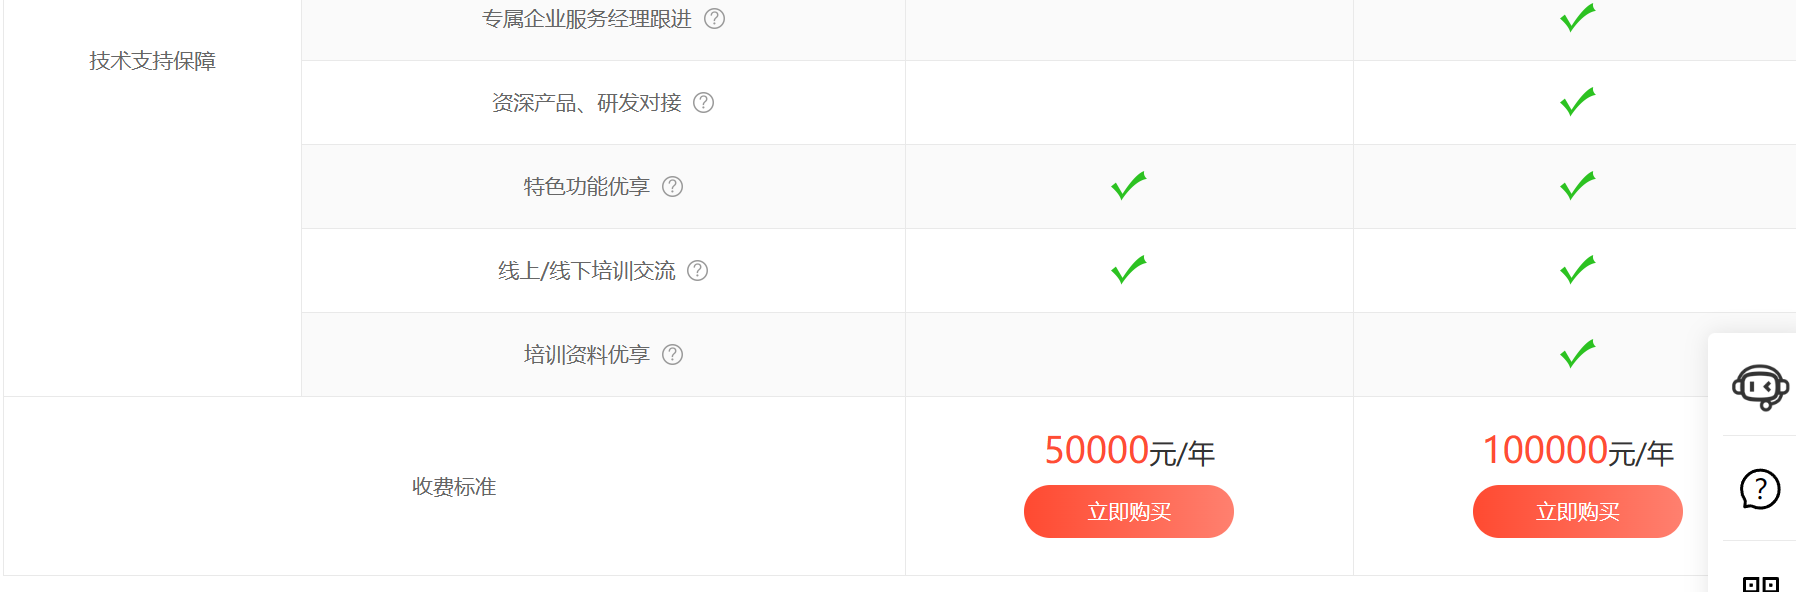 专属企业服务经理跟进 ?
技术支持保障
资深产品、研发对接 ?
特色功能优享 ?
线上/线下培训交流 ?
培训资料优享 ?
收费标准
50000元/年
100000元/年
立即购买
立即购买
?